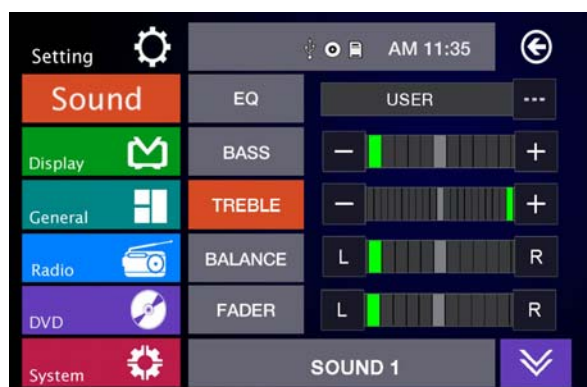 Setting
AM 11:35
Sound
EQ
USER
---
Display
BASS
− +
General
TREBLE
− +
Radio
BALANCE
L R
DVD
FADER
L R
System
SOUND 1